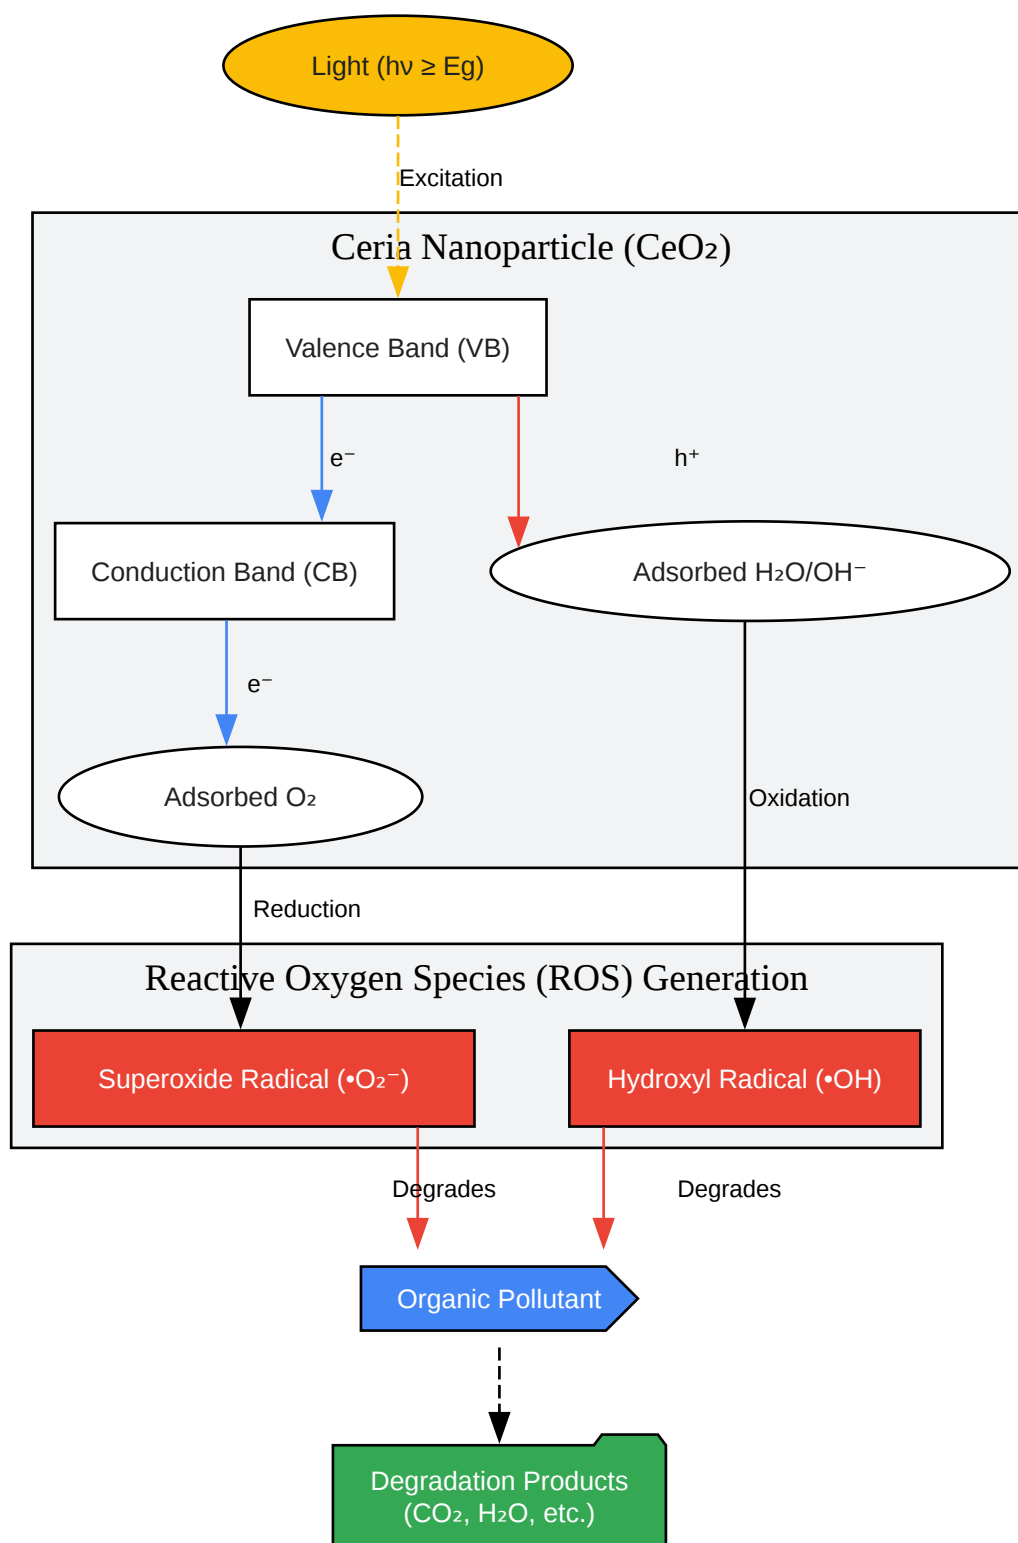 Light (hν ≥ Eg)
Excitation
Ceria Nanoparticle (CeO₂)
Valence Band (VB)
e⁻
h⁺
Conduction Band (CB)
Adsorbed H₂O/OH⁻
e⁻
Adsorbed O₂
Oxidation
Reduction
Reactive Oxygen Species (ROS) Generation
Superoxide Radical (•O₂⁻)
Hydroxyl Radical (•OH)
Degrades
Degrades
Organic Pollutant
Degradation Products
(CO₂, H₂O, etc.)